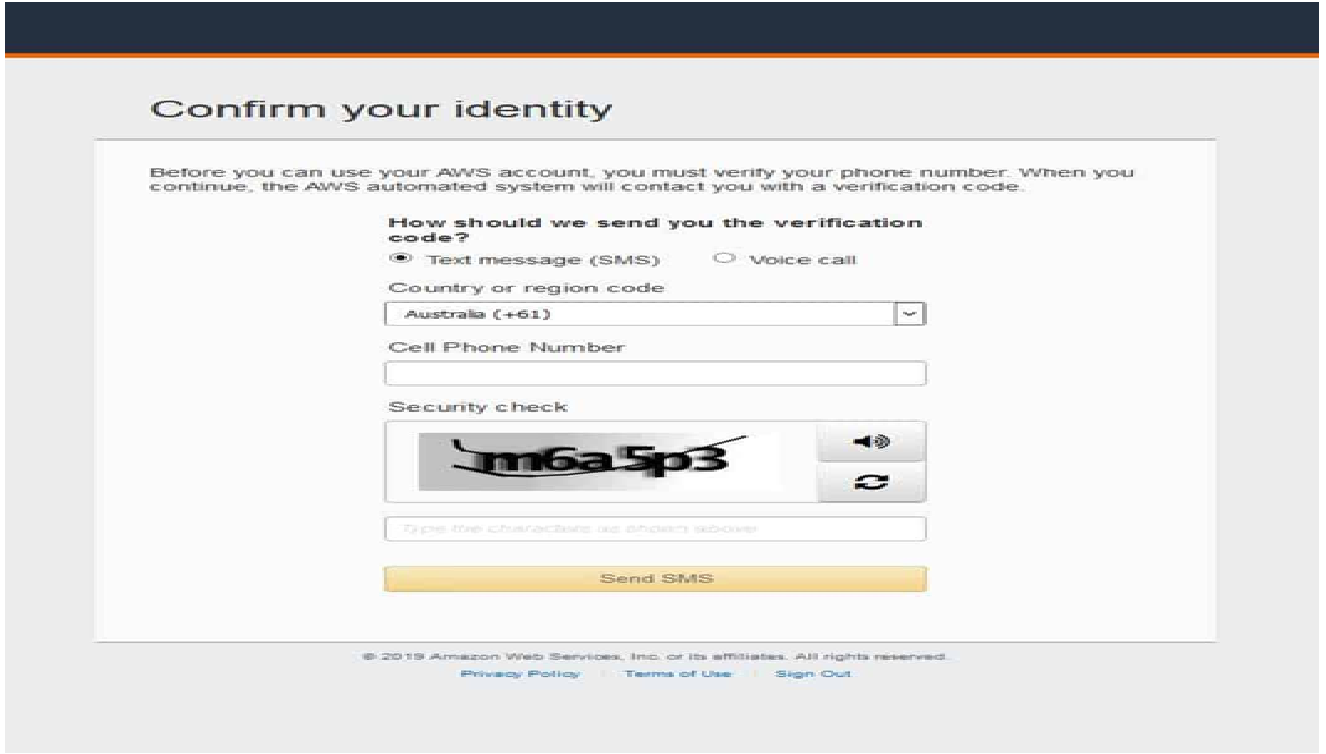 Confirm your identity
Before you can use your AWS account, you must verify your phone number. When you
continue, the AWS automated system will contact you with a verification code.
How should we send you the verification
code?
Text message (SMS) Voice call
Country or region code
Australia (+61)
Cell Phone Number
Security check
m6a5p3
Type the characters as shown above
Send SMS
© 2019 Amazon Web Services, Inc. or its affiliates. All rights reserved.
Privacy Policy Terms of Use Sign Out